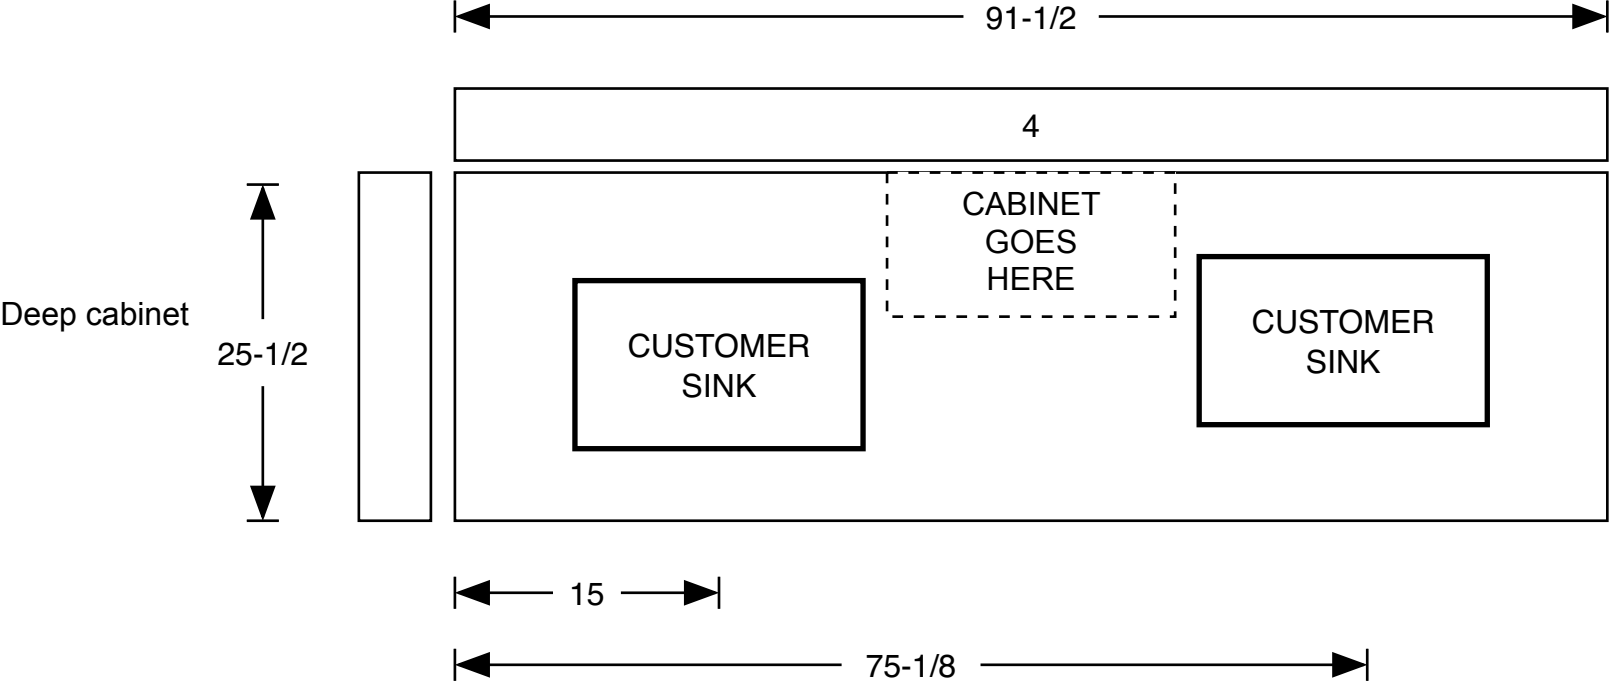 91-1/2
4
CABINET
GOES
HERE
Deep cabinet
25-1/2
CUSTOMER
SINK
CUSTOMER
SINK
15
75-1/8